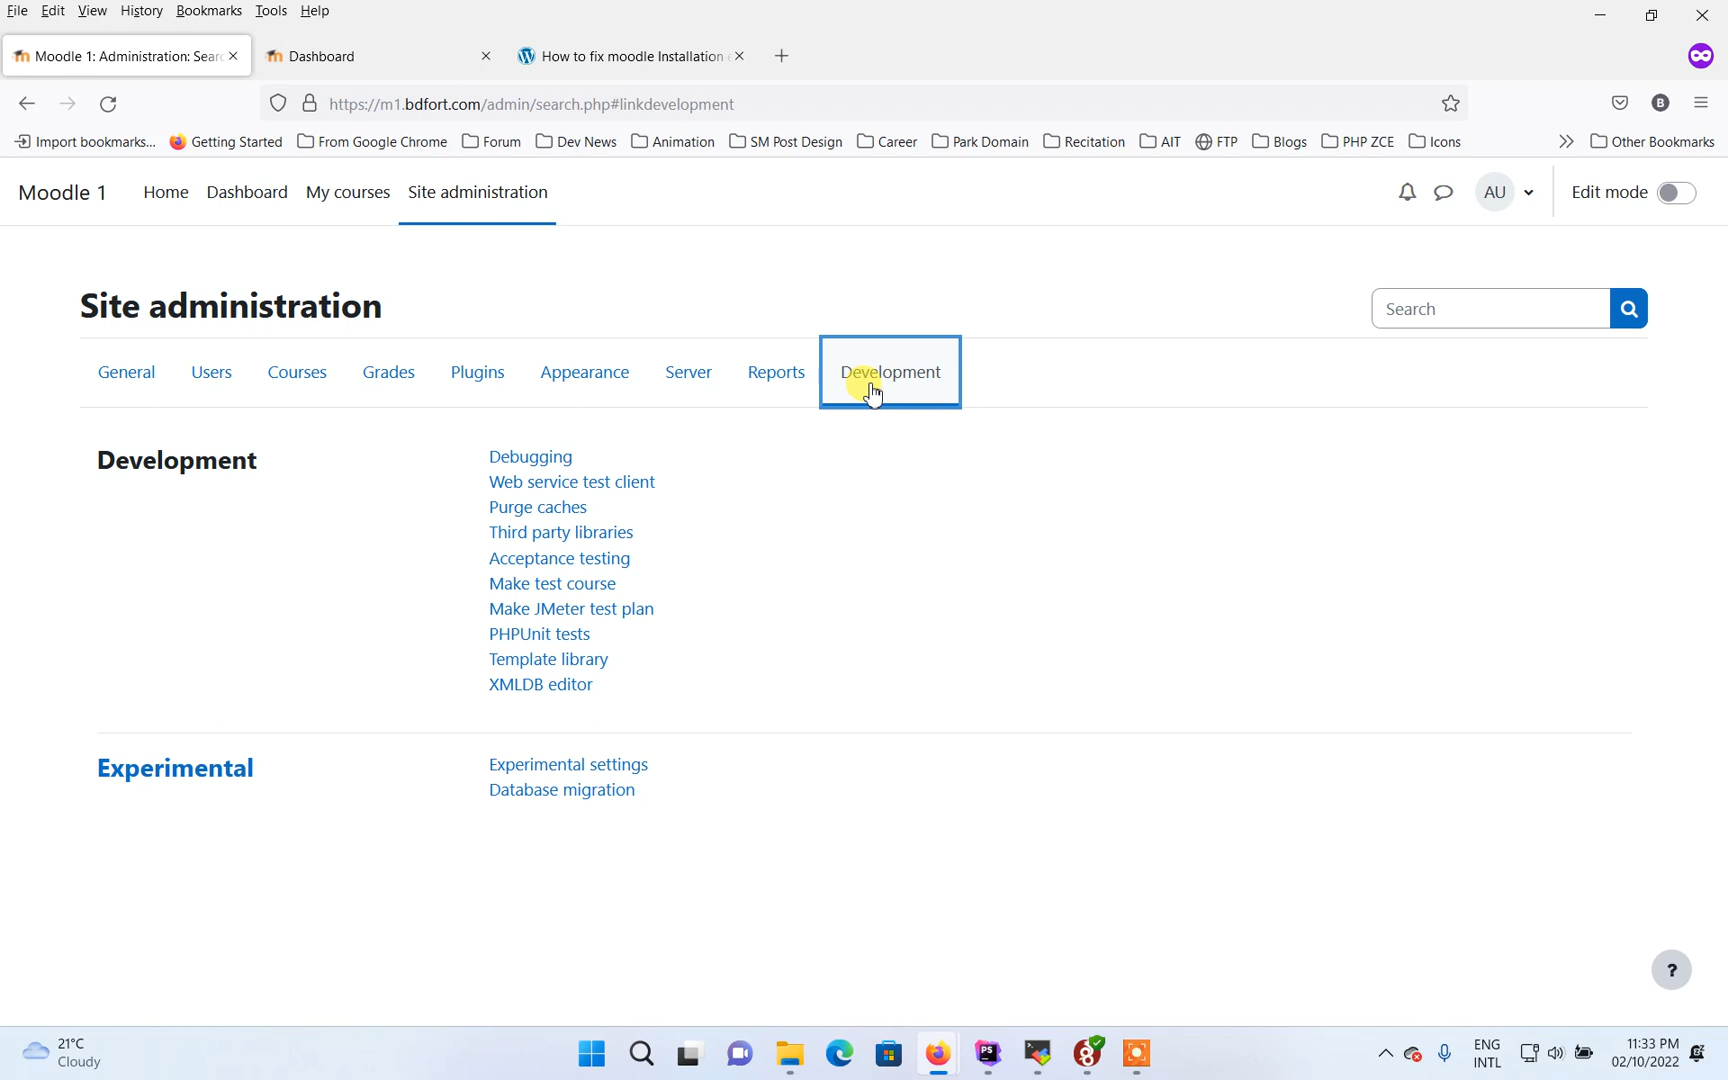 File Edit View History Bookmarks Tools Help
Moodle 1: Administration: Sear Dashboard How to fix moodle Installation
https://m1.bdfort.com/admin/search.php#linkdevelopment B
Import bookmarks... Getting Started From Google Chrome Forum Dev News Animation SM Post Design Career Park Domain Recitation AIT FTP Blogs PHP ZCE Icons Other Bookmarks
Moodle 1 Home Dashboard My courses Site administration AU Edit mode
Site administration Search
General Users Courses Grades Plugins Appearance Server Reports Development
Development Debugging
Web service test client
Purge caches
Third party libraries
Acceptance testing
Make test course
Make JMeter test plan
PHPUnit tests
Template library
XMLDB editor
Experimental Experimental settings
Database migration
?
21°C ENG 11:33 PM
Cloudy INTL 02/10/2022